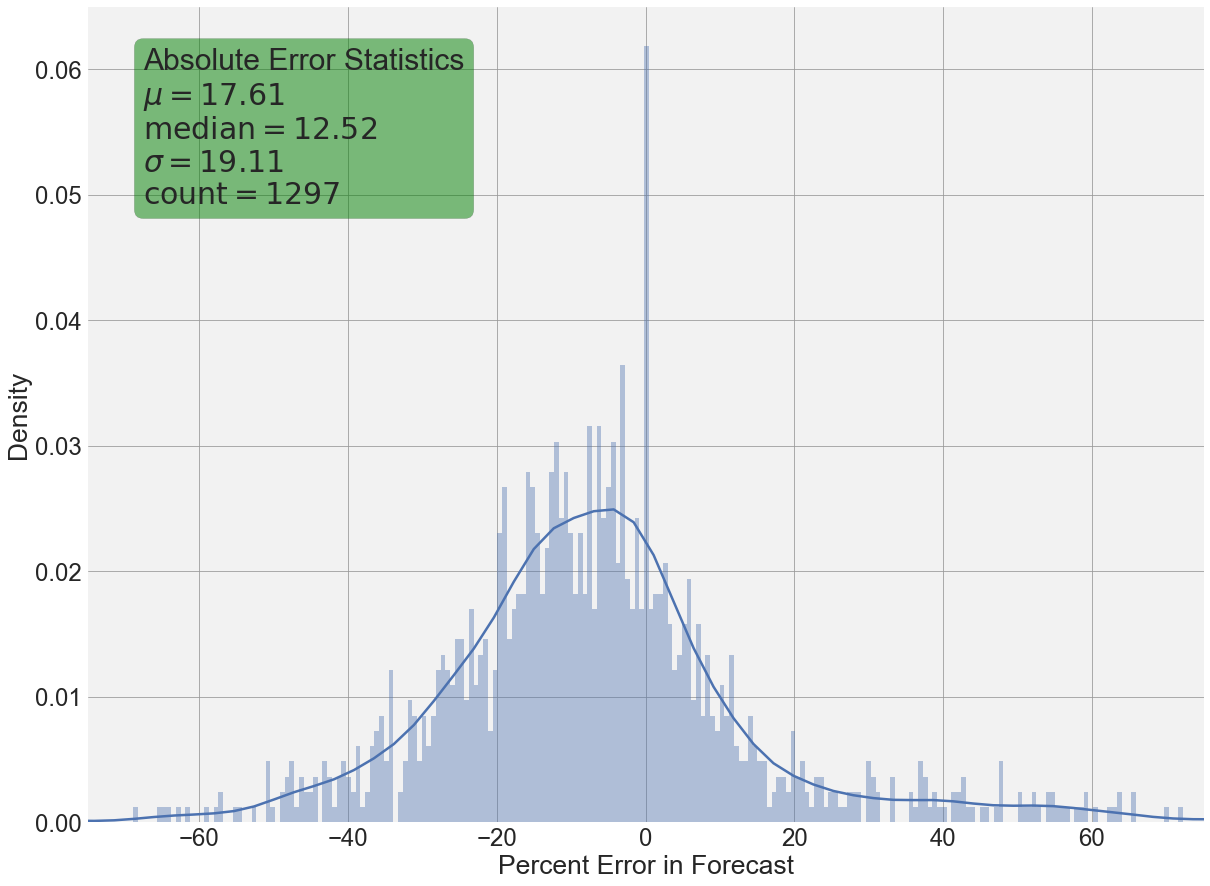 Absolute Error Statistics
μ = 17.61
median = 12.52
σ = 19.11
count = 1297
0.06
0.05
0.04
0.03
0.02
0.01
0.00
Density
−60 −40 −20 0 20 40 60
Percent Error in Forecast